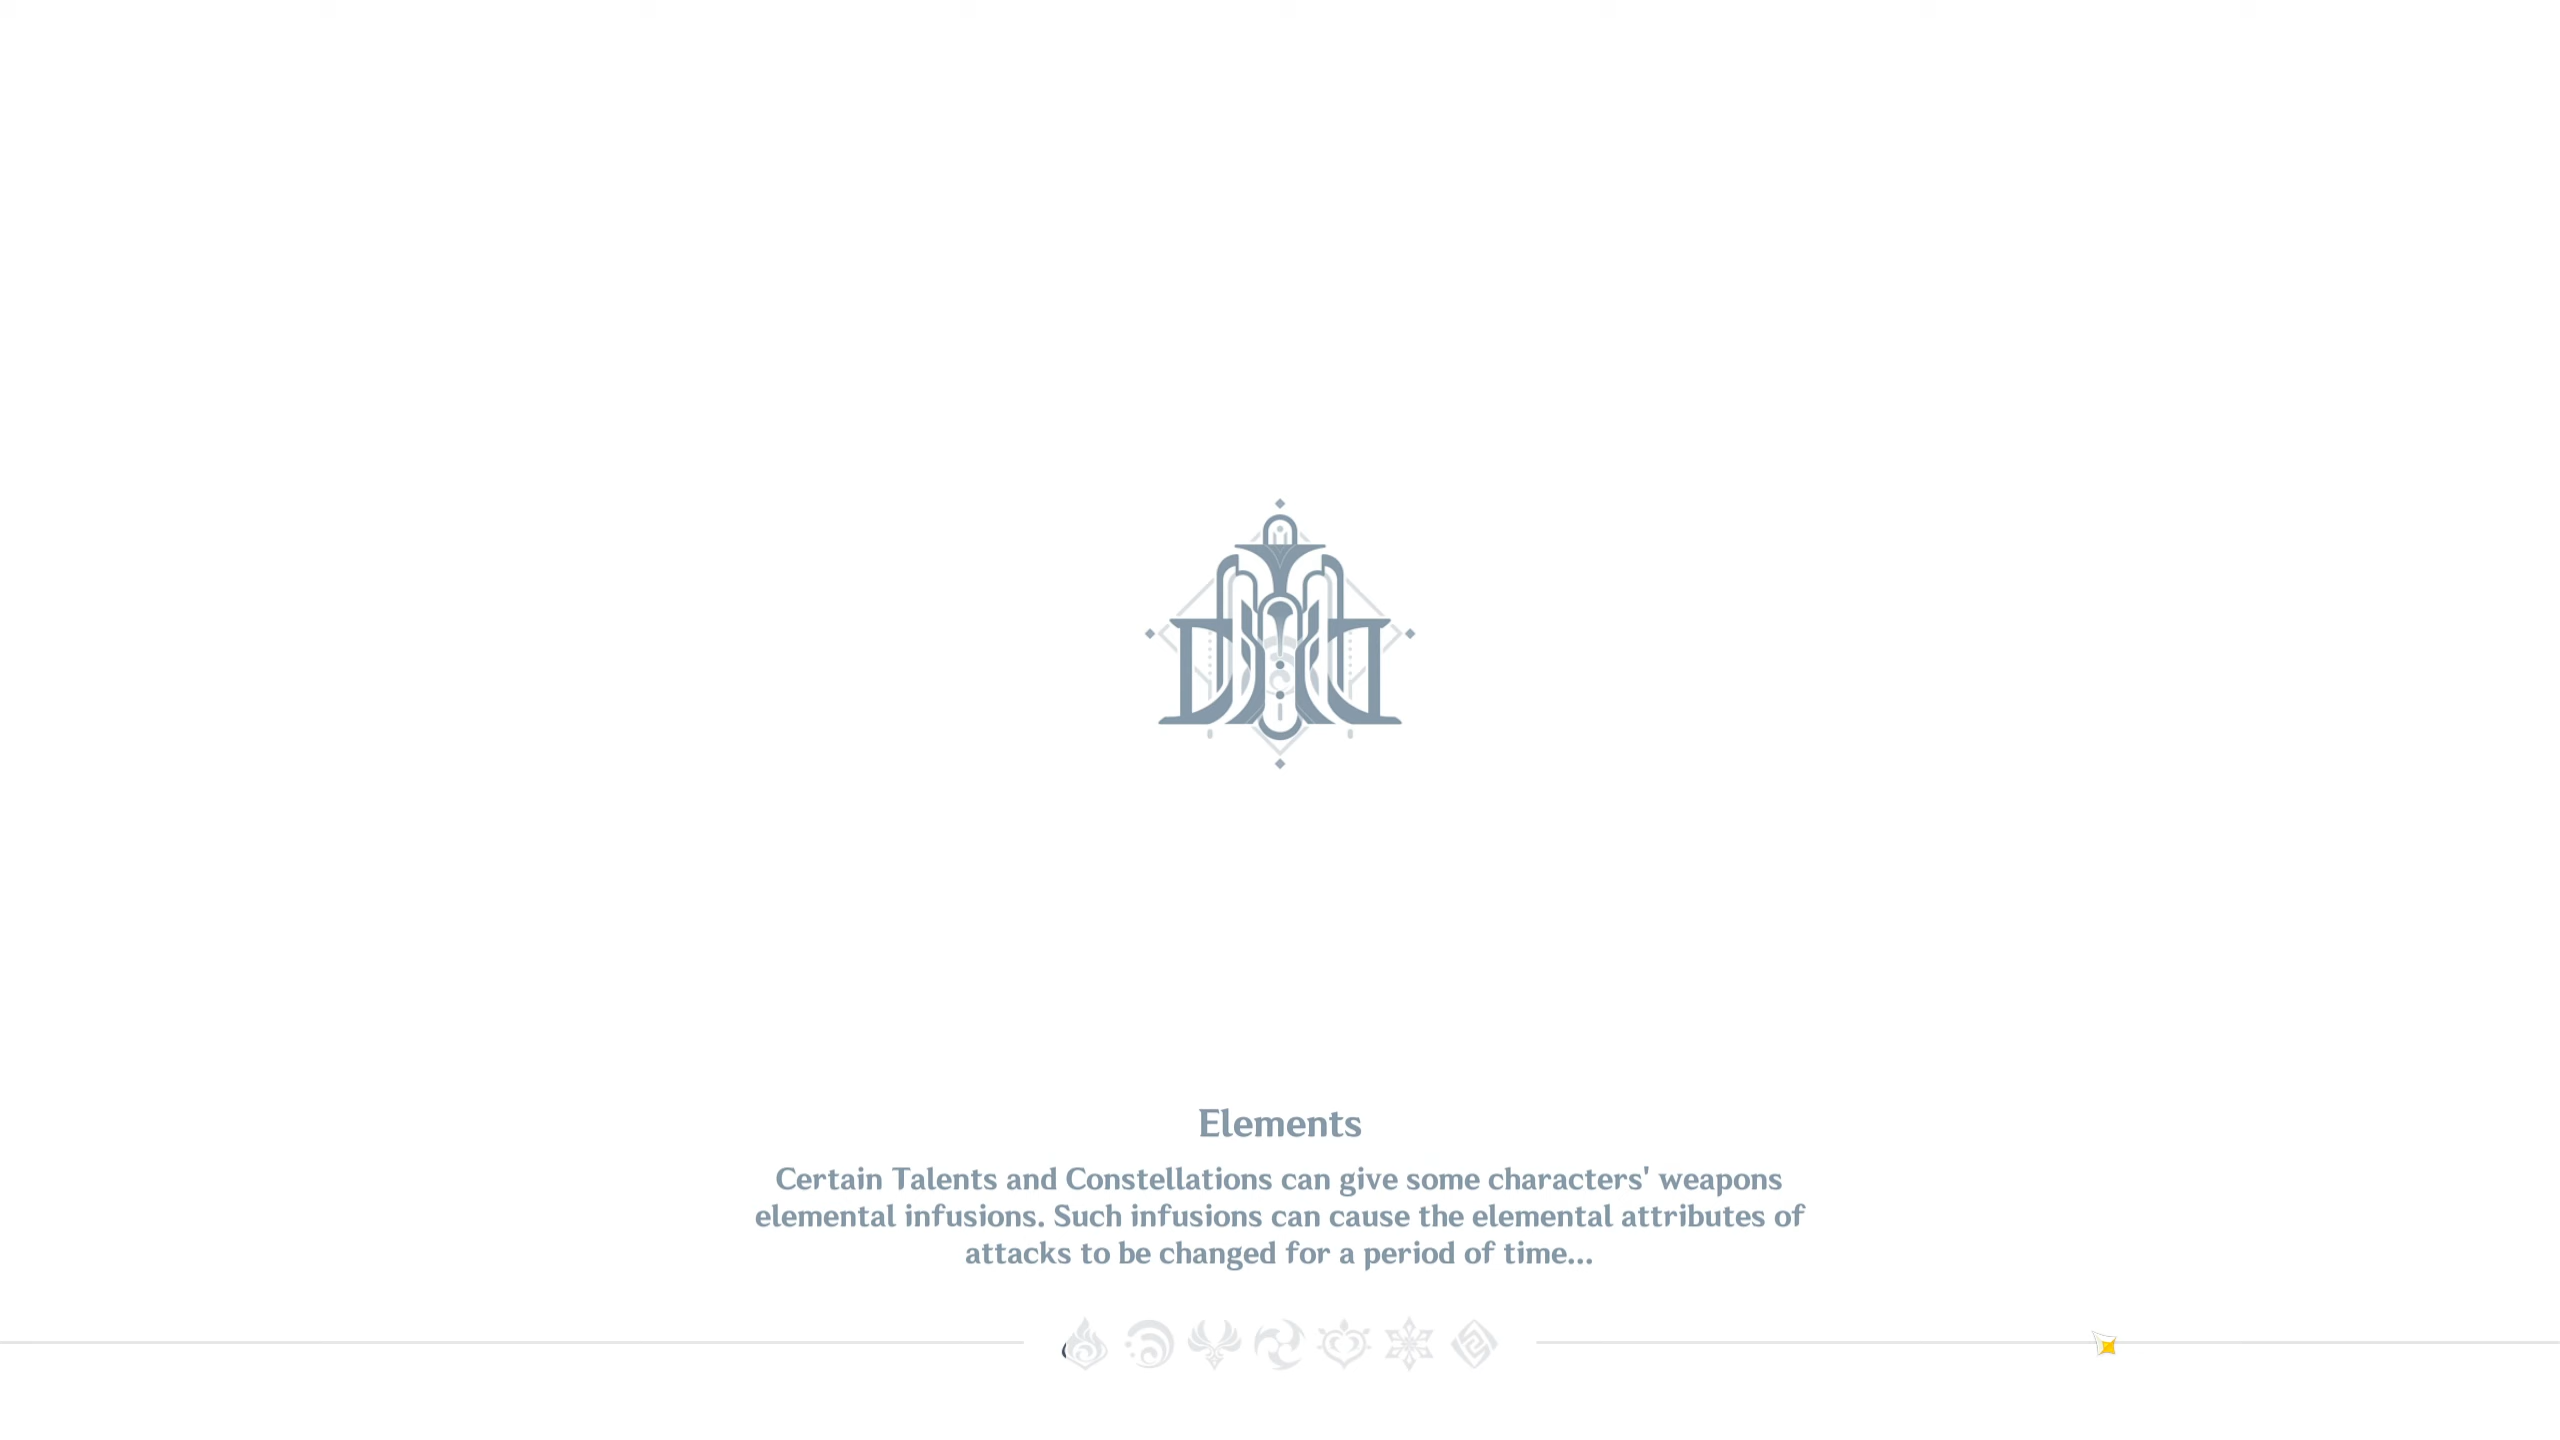 Elements
Certain Talents and Constellations can give some characters' weapons
elemental infusions. Such infusions can cause the elemental attributes of
attacks to be changed for a period of time...